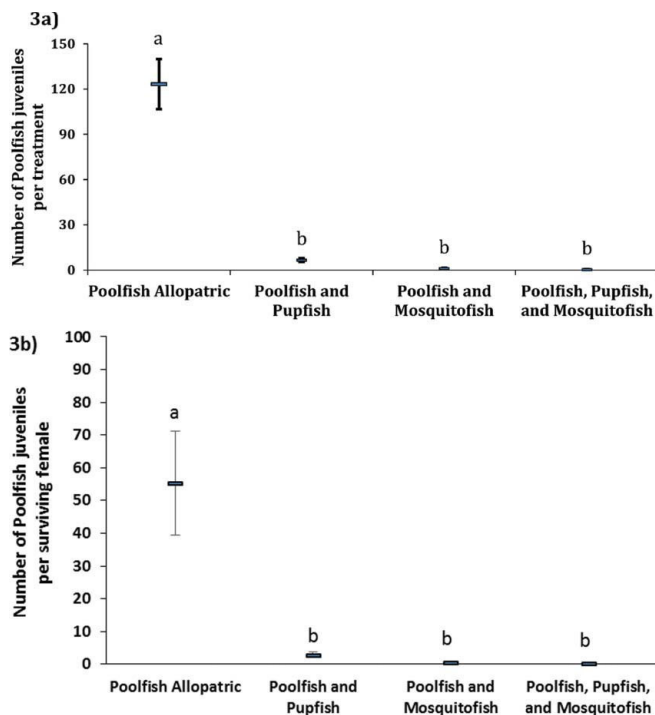 3a)
Number of Poolfish juveniles
per treatment
150
120
90
60
30
0
a
b
b
b
Poolfish Allopatric
Poolfish and
Pupfish
Poolfish and
Mosquitofish
Poolfish, Pupfish,
and Mosquitofish
3b)
Number of Poolfish juveniles
per surviving female
100
90
80
70
60
50
40
30
20
10
0
a
b
b
b
Poolfish Allopatric
Poolfish and
Pupfish
Poolfish and
Mosquitofish
Poolfish, Pupfish,
and Mosquitofish